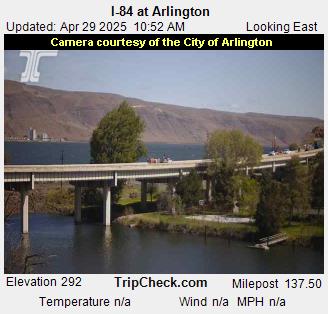 I-84 at Arlington
Updated: Apr 29 2025 10:52 AM Looking East
Camera courtesy of the City of Arlington
Elevation 292 TripCheck.com Milepost 137.50
Temperature n/a Wind n/a MPH n/a